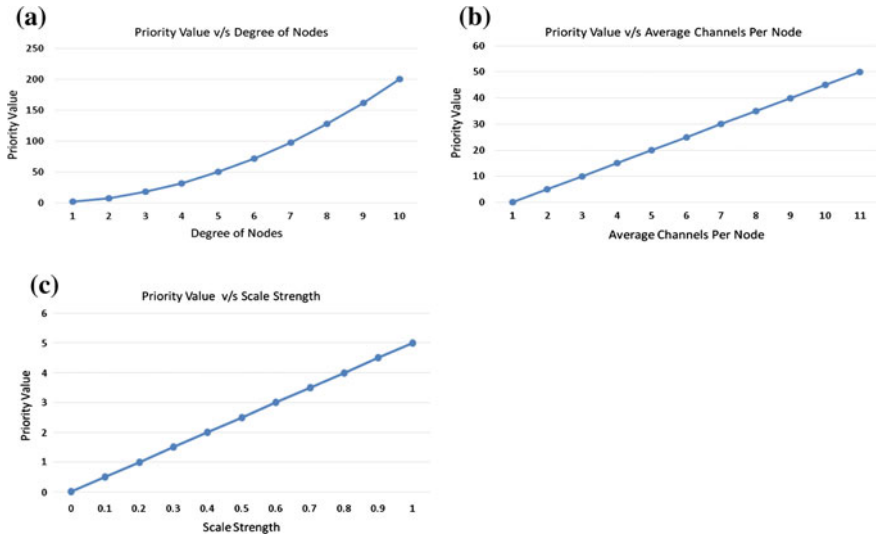 (a)
Priority Value v/s Degree of Nodes
250
200
150
100
50
0
Priority Value
1 2 3 4 5 6 7 8 9 10
Degree of Nodes
(b)
Priority Value v/s Average Channels Per Node
60
50
40
30
20
10
0
Priority Value
1 2 3 4 5 6 7 8 9 10 11
Average Channels Per Node
(c)
Priority Value v/s Scale Strength
6
5
4
3
2
1
0
Priority Value
0 0.1 0.2 0.3 0.4 0.5 0.6 0.7 0.8 0.9 1
Scale Strength